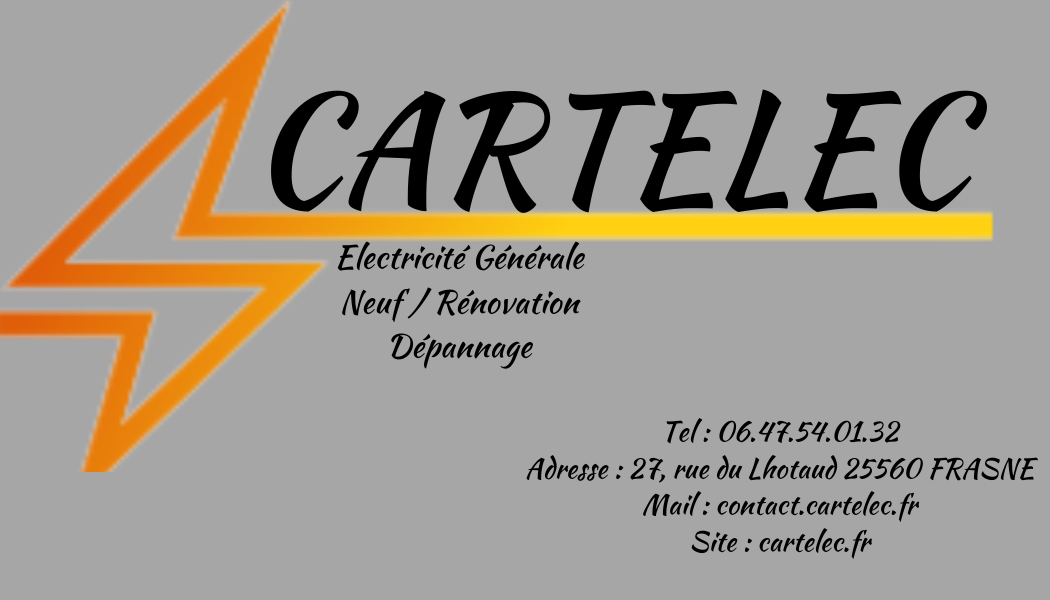 CARTELEC
Electricité Générale
Neuf / Rénovation
Dépannage
Tel : 06.47.54.01.32
Adresse : 27, rue du Lhotaud 25560 FRASNE
Mail : contact.cartelec.fr
Site : cartelec.fr